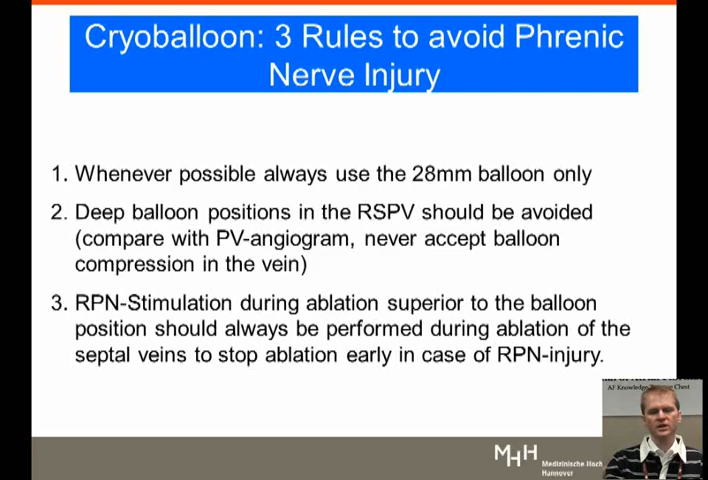 Cryoballoon: 3 Rules to avoid Phrenic
Nerve Injury
1. Whenever possible always use the 28mm balloon only
2. Deep balloon positions in the RSPV should be avoided
(compare with PV-angiogram, never accept balloon
compression in the vein)
3. RPN-Stimulation during ablation superior to the balloon
position should always be performed during ablation of the
septal veins to stop ablation early in case of RPN-injury.
AF Knowledge Chest
MHH
Medizinische Hoch
Hannover